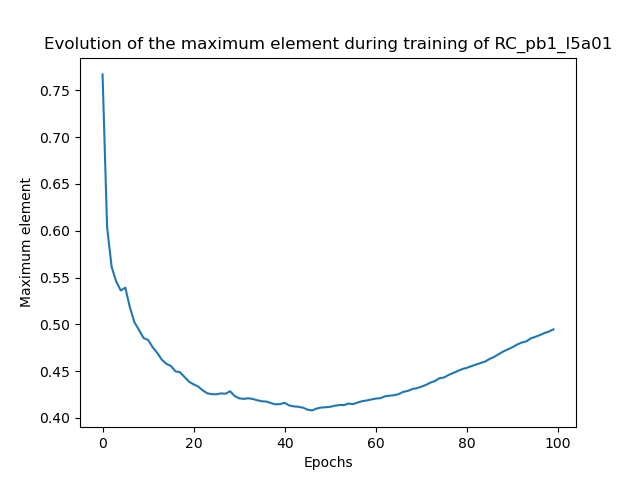 Evolution of the maximum element during training of RC_pb1_l5a01
0.75
0.70
0.65
0.60
0.55
0.50
0.45
0.40
Maximum element
0 20 40 60 80 100
Epochs